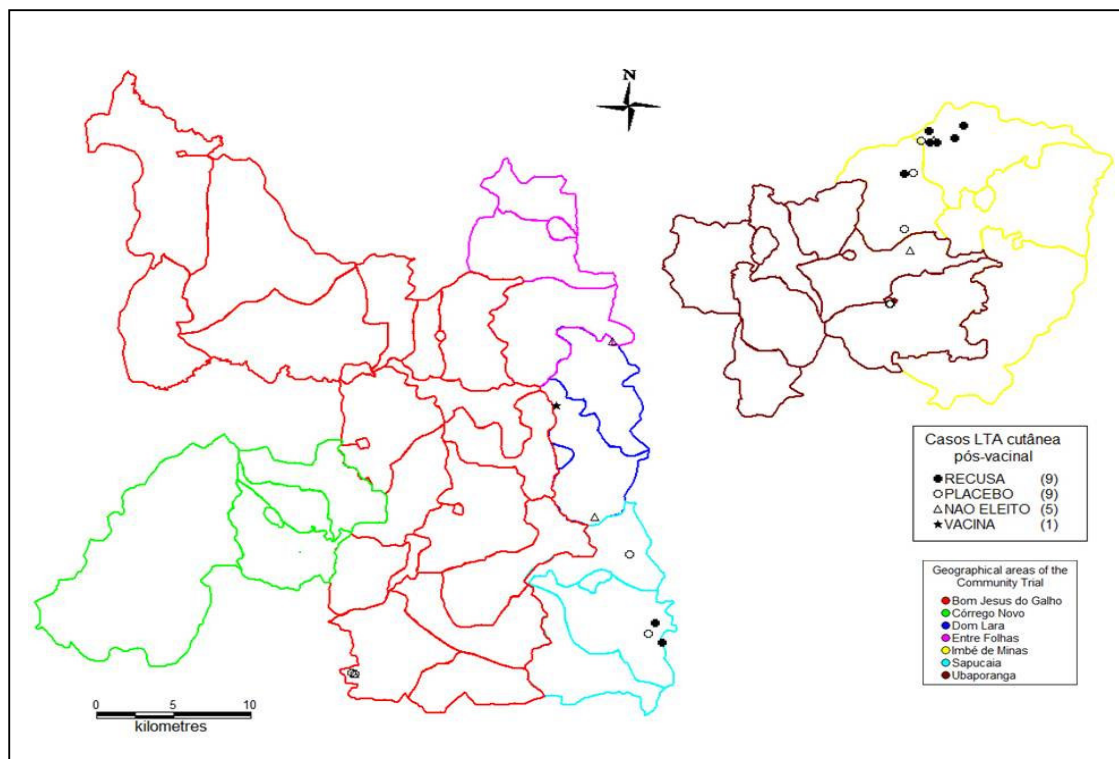 N
Casos LTA cutânea
pós-vacinal
RECUSA (9)
PLACEBO (9)
NAO ELEITO (5)
VACINA (1)
Geographical areas of the
Community Trial
Bom Jesus do Galho
Córrego Novo
Dom Lara
Entre Folhas
Imbé de Minas
Sapucaia
Ubaporanga
0 5 10
kilometres